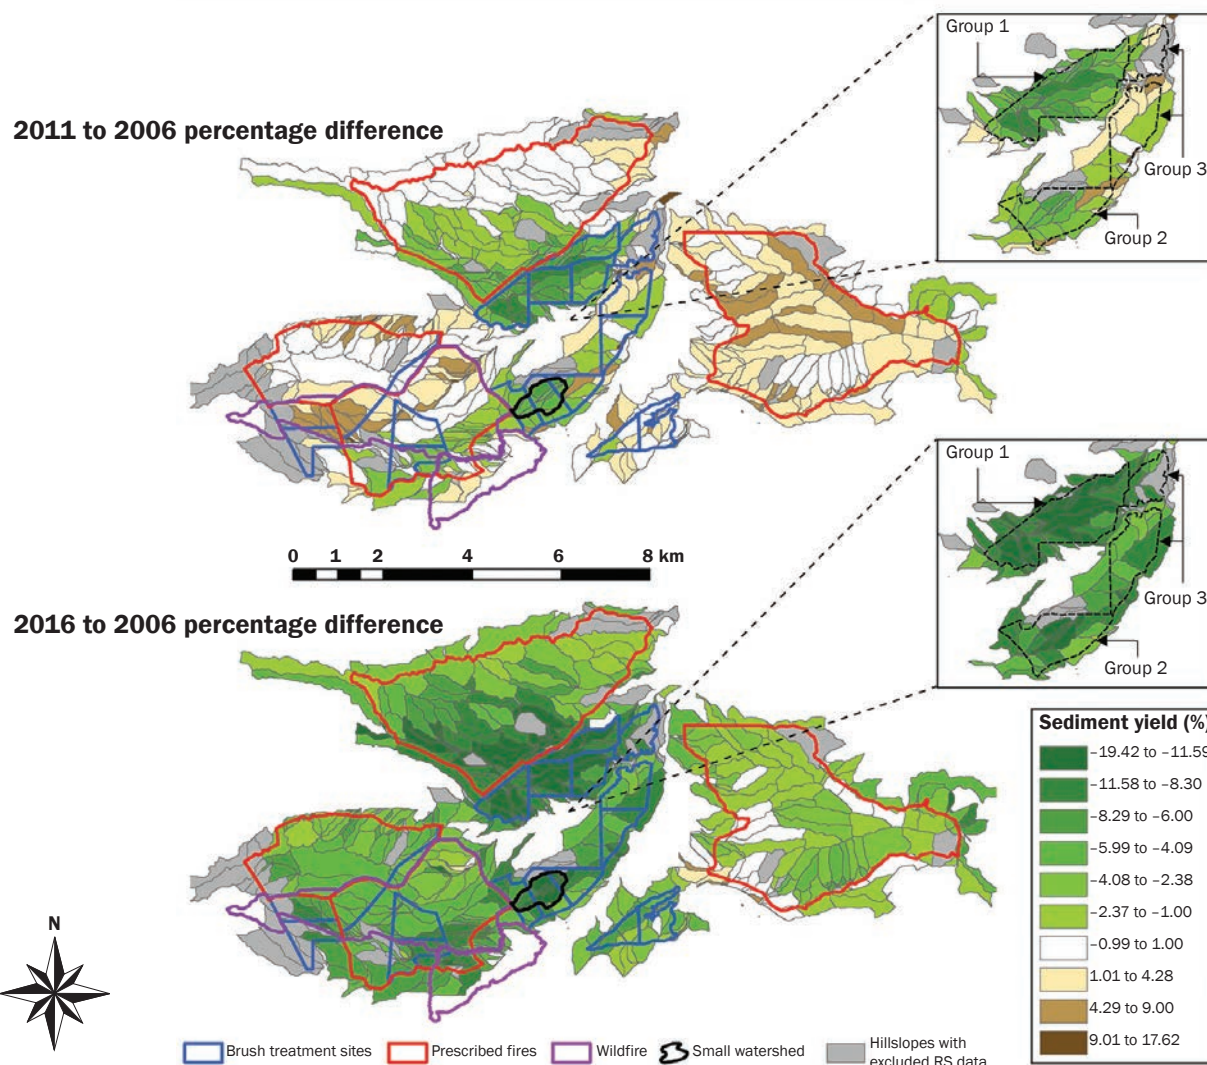 Group 1
2011 to 2006 percentage difference
Group 3
Group 2
0 1 2 4 6 8 km
Group 1
2016 to 2006 percentage difference
Group 3
Group 2
Sediment yield (%)
−19.42 to −11.59
−11.58 to −8.30
−8.29 to −6.00
−5.99 to −4.09
−4.08 to −2.38
−2.37 to −1.00
−0.99 to 1.00
1.01 to 4.28
4.29 to 9.00
9.01 to 17.62
N
Brush treatment sites
Prescribed fires
Wildfire
Small watershed
Hillslopes with
excluded RS data